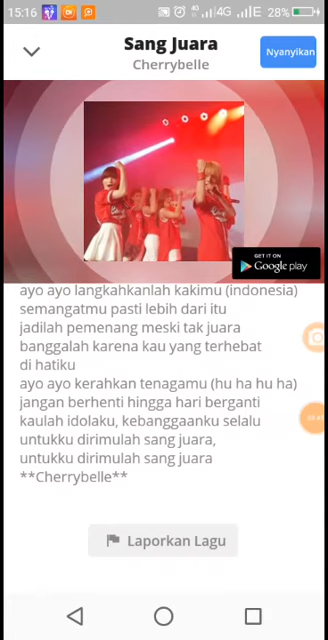 15:16
4G
4G
E
28%
Sang Juara
Cherrybelle
Nyanyikan
GET IT ON
Google play
ayo ayo langkahkanlah kakimu (indonesia)
semangatmu pasti lebih dari itu
jadilah pemenang meski tak juara
banggalah karena kau yang terhebat
di hatiku
ayo ayo kerahkan tenagamu (hu ha hu ha)
jangan berhenti hingga hari berganti
kaulah idolaku, kebanggaanku selalu
untukku dirimulah sang juara,
untukku dirimulah sang juara
**Cherrybelle**
Laporkan Lagu